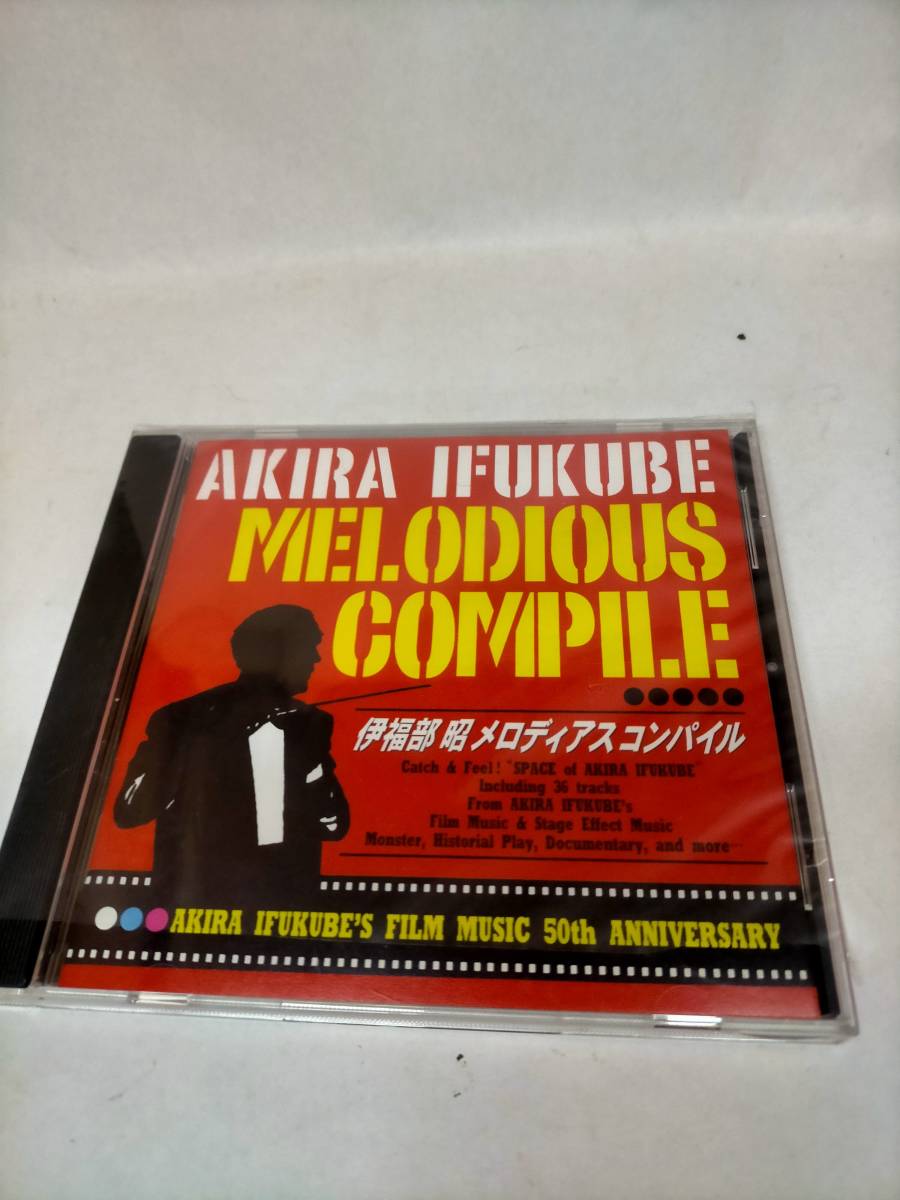 AKIRA IFUKUBE
MELODIOUS
COMPILE
伊福部 昭 メロディアス コンパイル
Catch & Feel! "SPACE of AKIRA IFUKUBE"
Including 36 tracks
From AKIRA IFUKUBE's
Film Music & Stage Effect Music
Monster, Historial Play, Documentary, and more…
AKIRA IFUKUBE'S FILM MUSIC 50th ANNIVERSARY